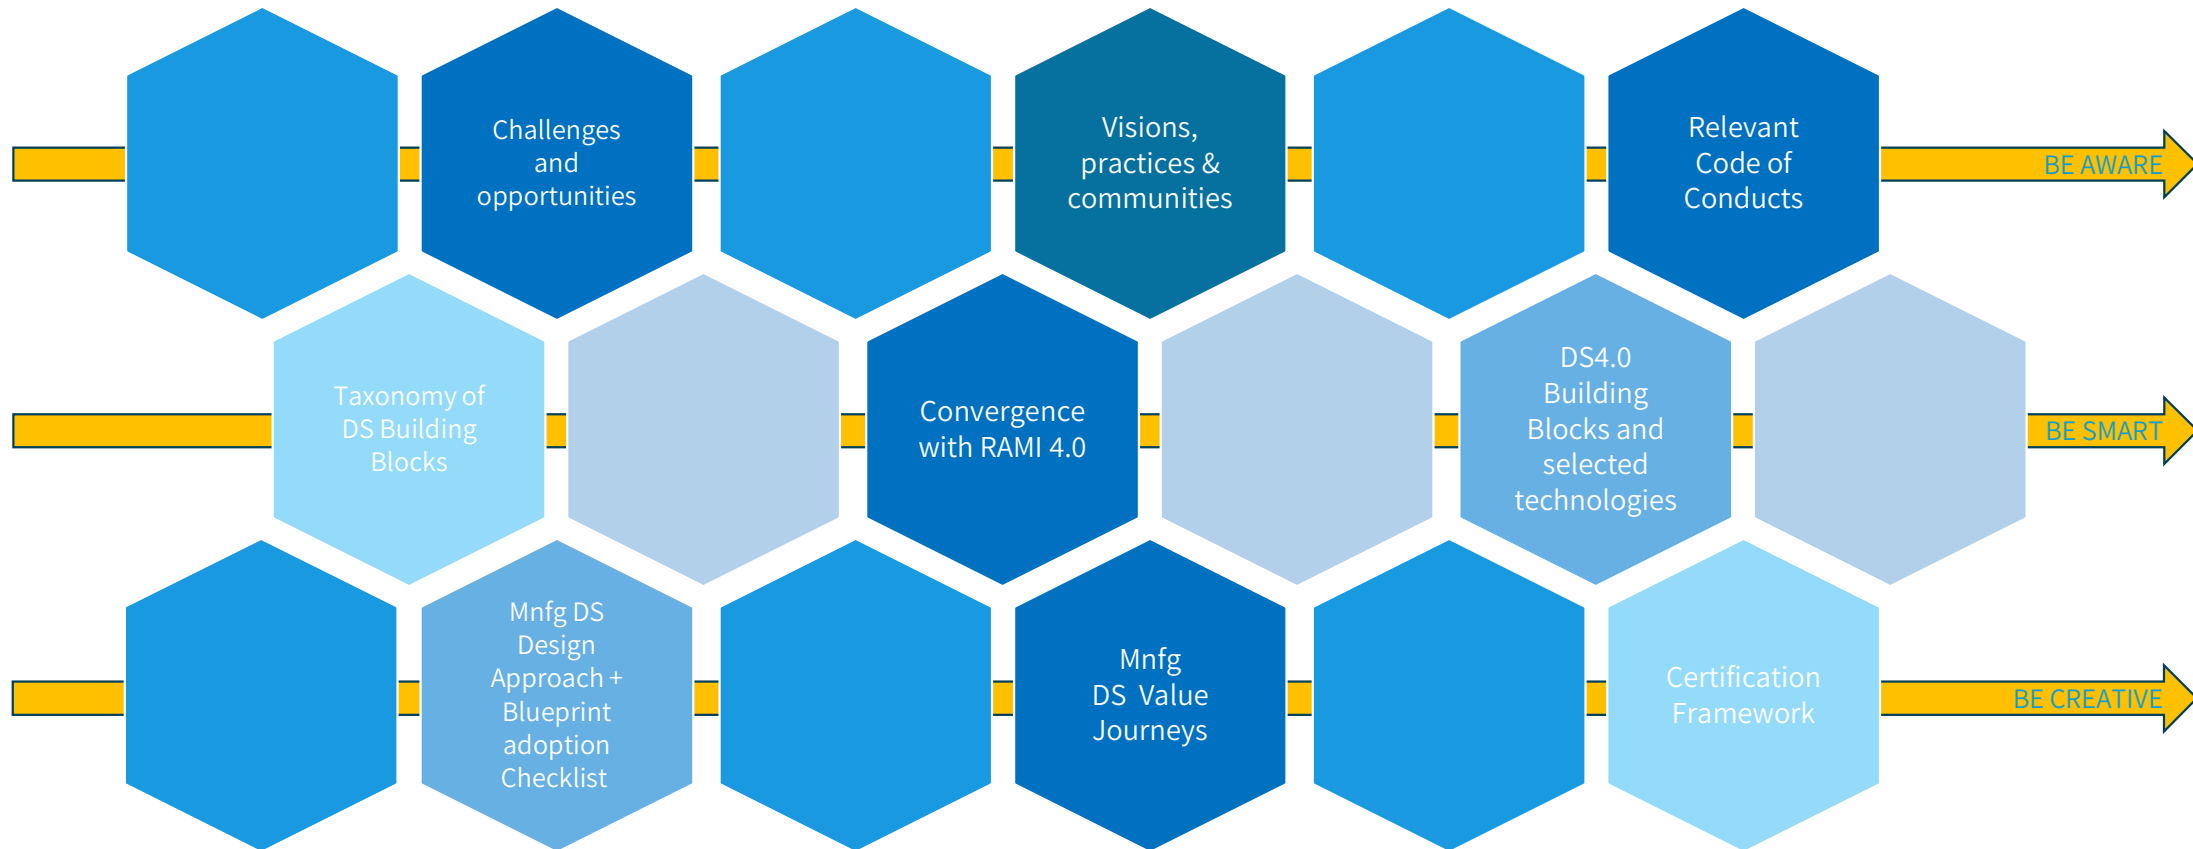 Challenges
and
opportunities
Visions,
practices &
communities
Relevant
Code of
Conducts
BE AWARE
Taxonomy of
DS Building
Blocks
Convergence
with RAMI 4.0
DS4.0
Building
Blocks and
selected
technologies
BE SMART
Mnfg DS
Design
Approach +
Blueprint
adoption
Checklist
Mnfg
DS Value
Journeys
Certification
Framework
BE CREATIVE